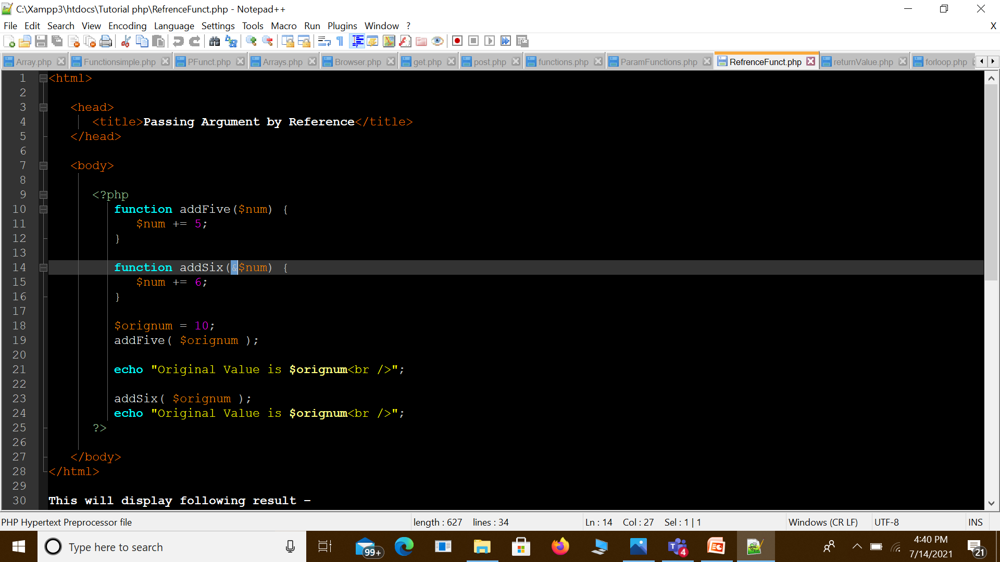 C:\Xampp3\htdocs\Tutorial php\RefrenceFunct.php - Notepad++
File Edit Search View Encoding Language Settings Tools Macro Run Plugins Window ? X
Array.php Functionsimple.php PFunct.php Arrays.php Browser.php get.php post.php functions.php ParamFunctions.php RefrenceFunct.php returnValue.php forloop.php
1 <html>
2
3 <head>
4 <title>Passing Argument by Reference</title>
5 </head>
6
7 <body>
8
9 <?php
10 function addFive($num) {
11 $num += 5;
12 }
13
14 function addSix(&$num) {
15 $num += 6;
16 }
17
18 $orignum = 10;
19 addFive( $orignum );
20
21 echo "Original Value is $orignum<br />";
22
23 addSix( $orignum );
24 echo "Original Value is $orignum<br />";
25 ?>
26
27 </body>
28 </html>
29
30 This will display following result -
PHP Hypertext Preprocessor file length : 627 lines : 34 Ln : 14 Col : 27 Sel : 1 | 1 Windows (CR LF) UTF-8 INS
Type here to search 99+ 4 4:40 PM
7/14/2021 21